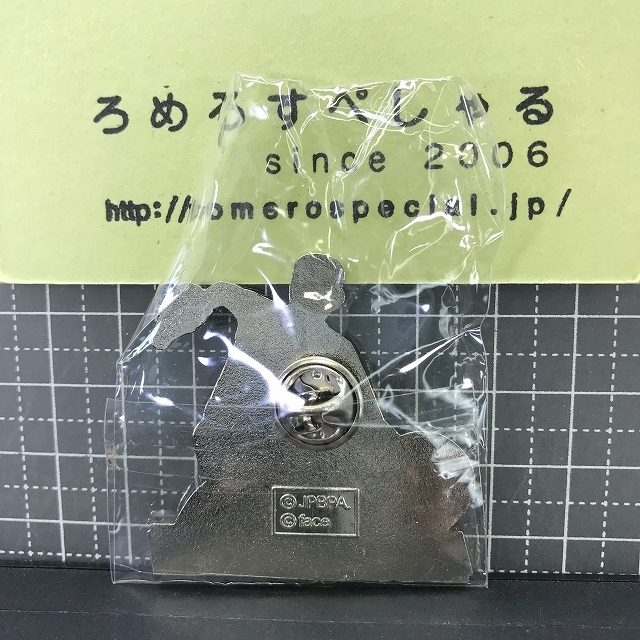 ろめろすぺしゃる
since 2006
http://romerospecial.jp/
©JPBPA.
©face